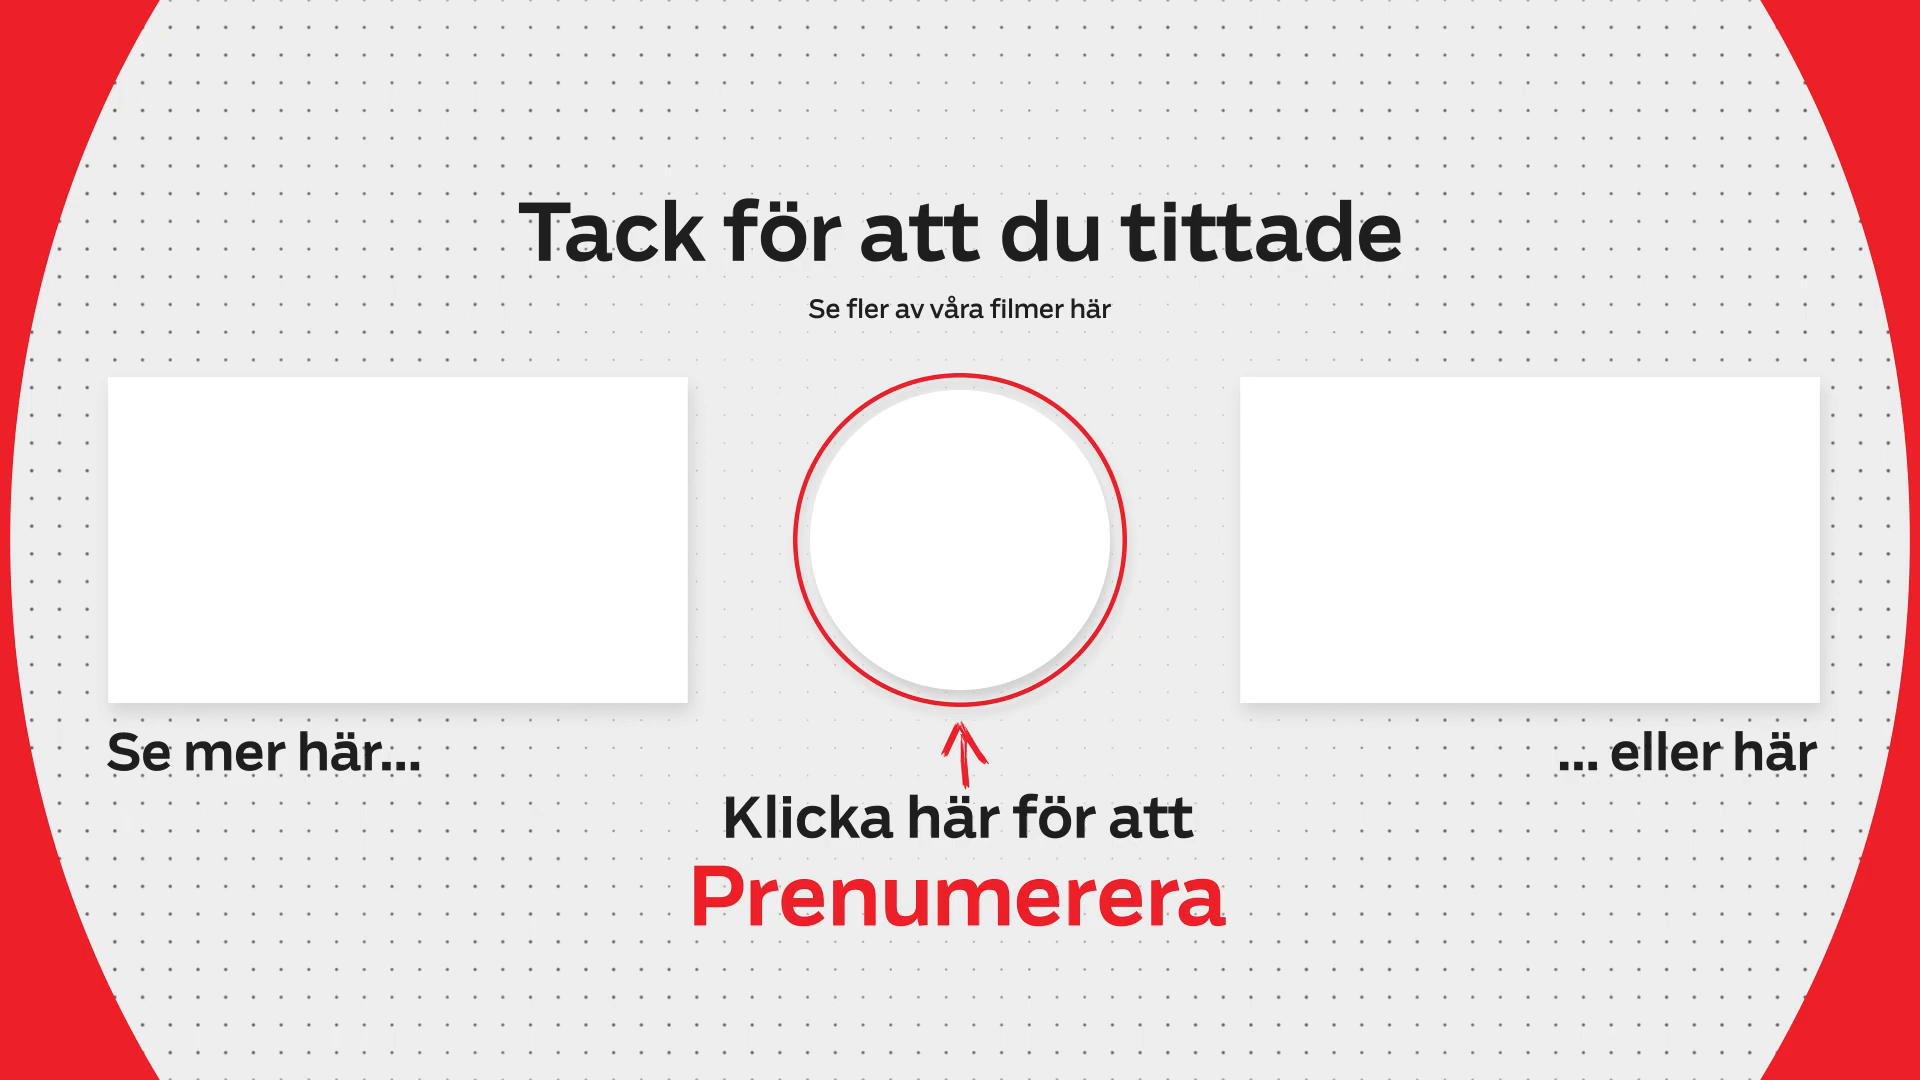 Tack för att du tittade
Se fler av våra filmer här
Se mer här...
... eller här
Klicka här för att
Prenumerera